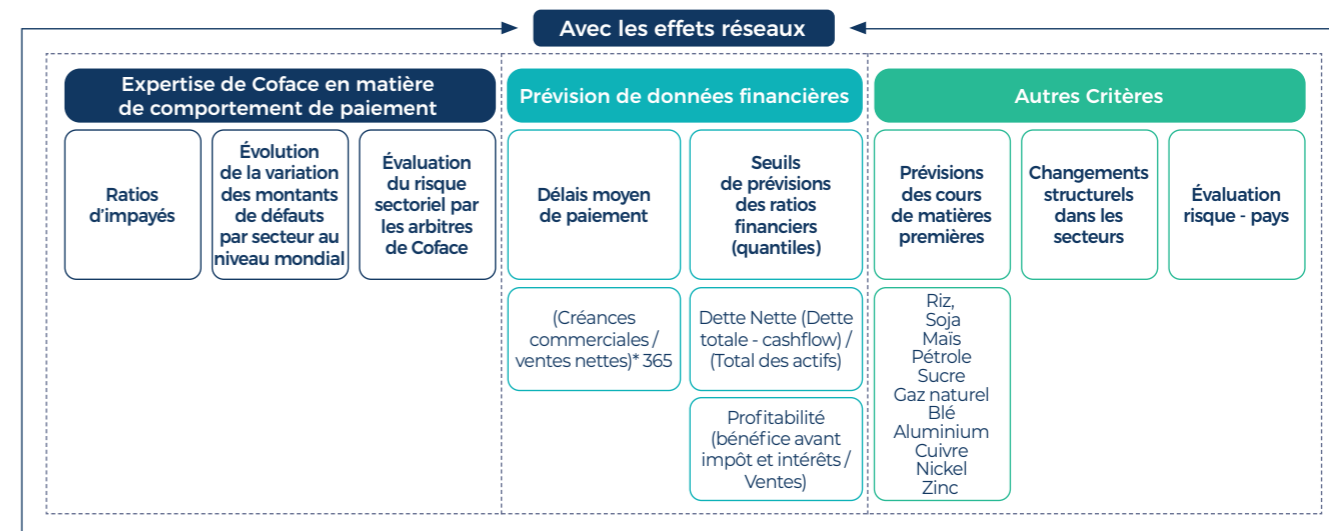 Avec les effets réseaux
Expertise de Coface en matière
de comportement de paiement
Prévision de données financières
Autres Critères
Ratios
d'impayés
Évolution
de la variation
des montants
de défauts
par secteur au
niveau mondial
Évaluation
du risque
sectoriel par
les arbitres
de Coface
Délais moyen
de paiement
Seuils
de prévisions
des ratios
financiers
(quantiles)
Prévisions
des cours
de matières
premières
Changements
structurels
dans les
secteurs
Évaluation
risque - pays
(Créances
commerciales /
ventes nettes)* 365
Dette Nette (Dette
totale - cashflow) /
(Total des actifs)
Profitabilité
(bénéfice avant
impôt et intérêts /
Ventes)
Riz,
Soja
Maïs
Pétrole
Sucre
Gaz naturel
Blé
Aluminium
Cuivre
Nickel
Zinc